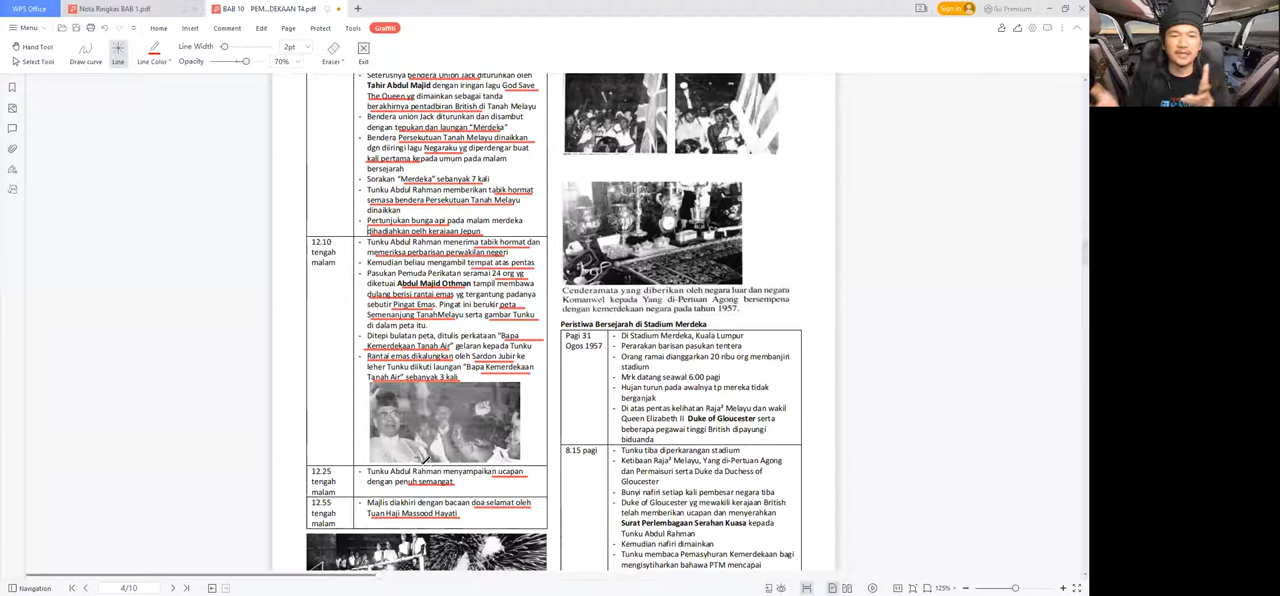 WPS Office
Nota Ringkas BAB 1.pdf
BAB 10 PEM...DEKAAN T4.pdf
Sign in
Go Premium
Menu
Home
Insert
Comment
Edit
Page
Protect
Tools
Graffiti
Hand Tool
Select Tool
Draw curve
Line
Line Color
Line Width
2pt
Opacity
70%
Eraser
Exit
- Seterusnya bendera Union Jack diturunkan oleh
Tahir Abdul Majid dengan iringan lagu God Save
The Queen yg dimainkan sebagai tanda
berakhirnya pentadbiran British di Tanah Melayu
- Bendera union Jack diturunkan dan disambut
dengan tepukan dan laungan "Merdeka"
- Bendera Persekutuan Tanah Melayu dinaikkan
dgn diiringi lagu Negaraku yg diperdengar buat
kali pertama kepada umum pada malam
bersejarah
- Sorakan "Merdeka" sebanyak 7 kali
- Tunku Abdul Rahman memberikan tabik hormat
semasa bendera Persekutuan Tanah Melayu
dinaikkan
- Pertunjukan bunga api pada malam merdeka
dihadiahkan oelh kerajaan Jepun
12.10
tengah
malam
- Tunku Abdul Rahman menerima tabik hormat dan
memeriksa perbarisan perwakilan negeri
- Kemudian beliau mengambil tempat atas pentas
- Pasukan Pemuda Perikatan seramai 24 org yg
diketuai Abdul Majid Othman tampil membawa
dulang berisi rantai emas yg tergantung padanya
sebutir Pingat Emas. Pingat ini berukir peta
Semenanjung TanahMelayu serta gambar Tunku
di dalam peta itu.
- Ditepi bulatan peta, ditulis perkataan "Bapa
Kemerdekaan Tanah Air" gelaran kepada Tunku
- Rantai emas dikalungkan oleh Sardon Jubir ke
leher Tunku diikuti laungan "Bapa Kemerdekaan
Tanah Air" sebanyak 3 kali
12.25
tengah
malam
- Tunku Abdul Rahman menyampaikan ucapan
dengan penuh semangat
12.55
tengah
malam
- Majlis diakhiri dengan bacaan doa selamat oleh
Tuan Haji Massood Hayati
Cenderamata yang diberikan oleh negara luar dan negara
Komanwel kepada Yang di-Pertuan Agong bersempena
dengan kemerdekaan negara pada tahun 1957.
Peristiwa Bersejarah di Stadium Merdeka
Pagi 31
Ogos 1957
- Di Stadium Merdeka, Kuala Lumpur
- Perarakan barisan pasukan tentera
- Orang ramai dianggarkan 20 ribu org membanjiri
stadium
- Mrk datang seawal 6.00 pagi
- Hujan turun pada awalnya tp mereka tidak
berganjak
- Di atas pentas kelihatan Raja² Melayu dan wakil
Queen Elizabeth II Duke of Gloucester serta
beberapa pegawai tinggi British dipayungi
biduanda
8.15 pagi
- Tunku tiba diperkarangan stadium
- Ketibaan Raja² Melayu, Yang di-Pertuan Agong
dan Permaisuri serta Duke da Duchess of
Gloucester
- Bunyi nafiri setiap kali pembesar negara tiba
- Duke of Gloucester yg mewakili kerajaan British
telah memberikan ucapan dan menyerahkan
Surat Perlembagaan Serahan Kuasa kepada
Tunku Abdul Rahman
- Kemudian nafiri dimainkan
- Tunku membaca Pemasyhuran Kemerdekaan bagi
mengisytiharkan bahawa PTM mencapai
Navigation
4/10
125%